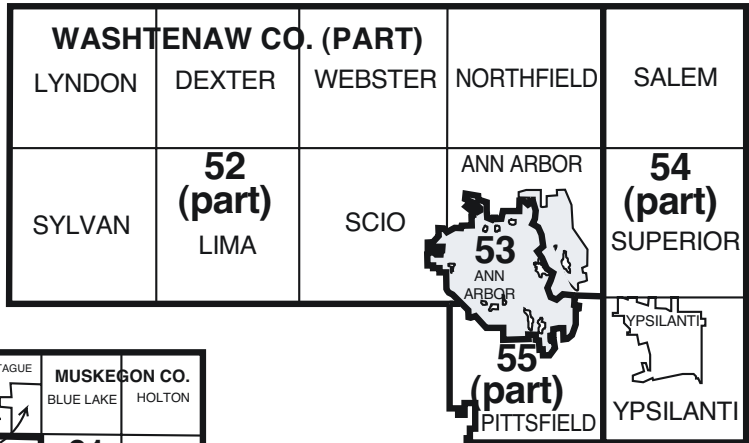 WASHTENAW CO. (PART)
LYNDON DEXTER WEBSTER NORTHFIELD SALEM
52
(part)
ANN ARBOR
54
(part)
SYLVAN
LIMA
SCIO
SUPERIOR
53
ANN
ARBOR
YPSILANTI
55
(part)
PITTSFIELD
YPSILANTI
MUSKEGON CO.
BLUE LAKE HOLTON